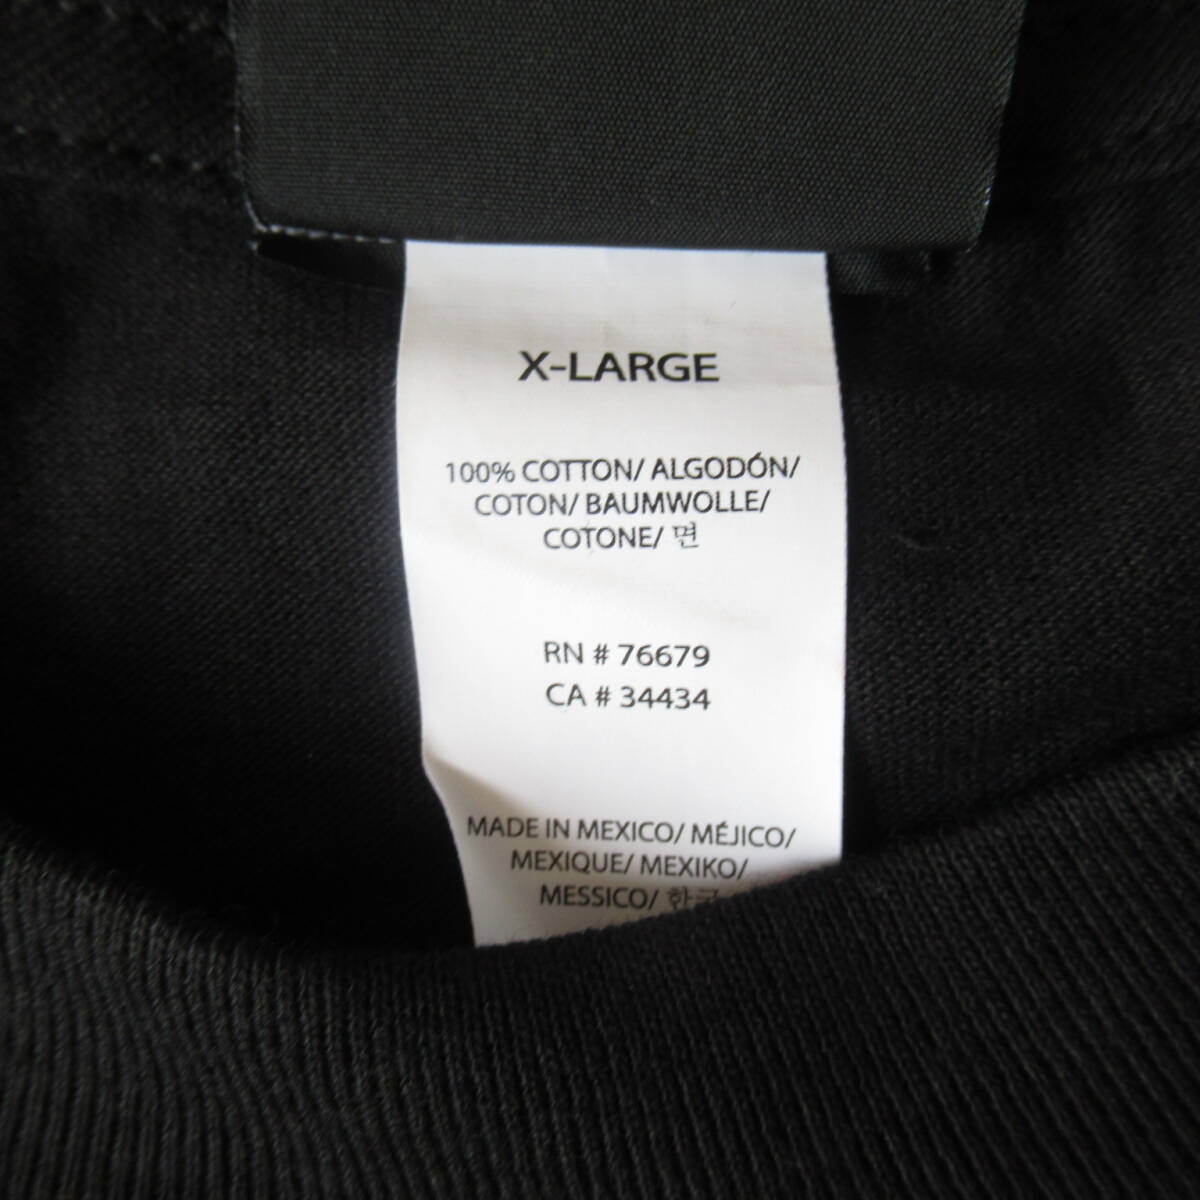 X-LARGE
100% COTTON/ ALGODÓN/
COTON/ BAUMWOLLE/
COTONE/ 면
RN # 76679
CA # 34434
MADE IN MEXICO/ MÉJICO/
MEXIQUE/ MEXIKO/
MESSICO/